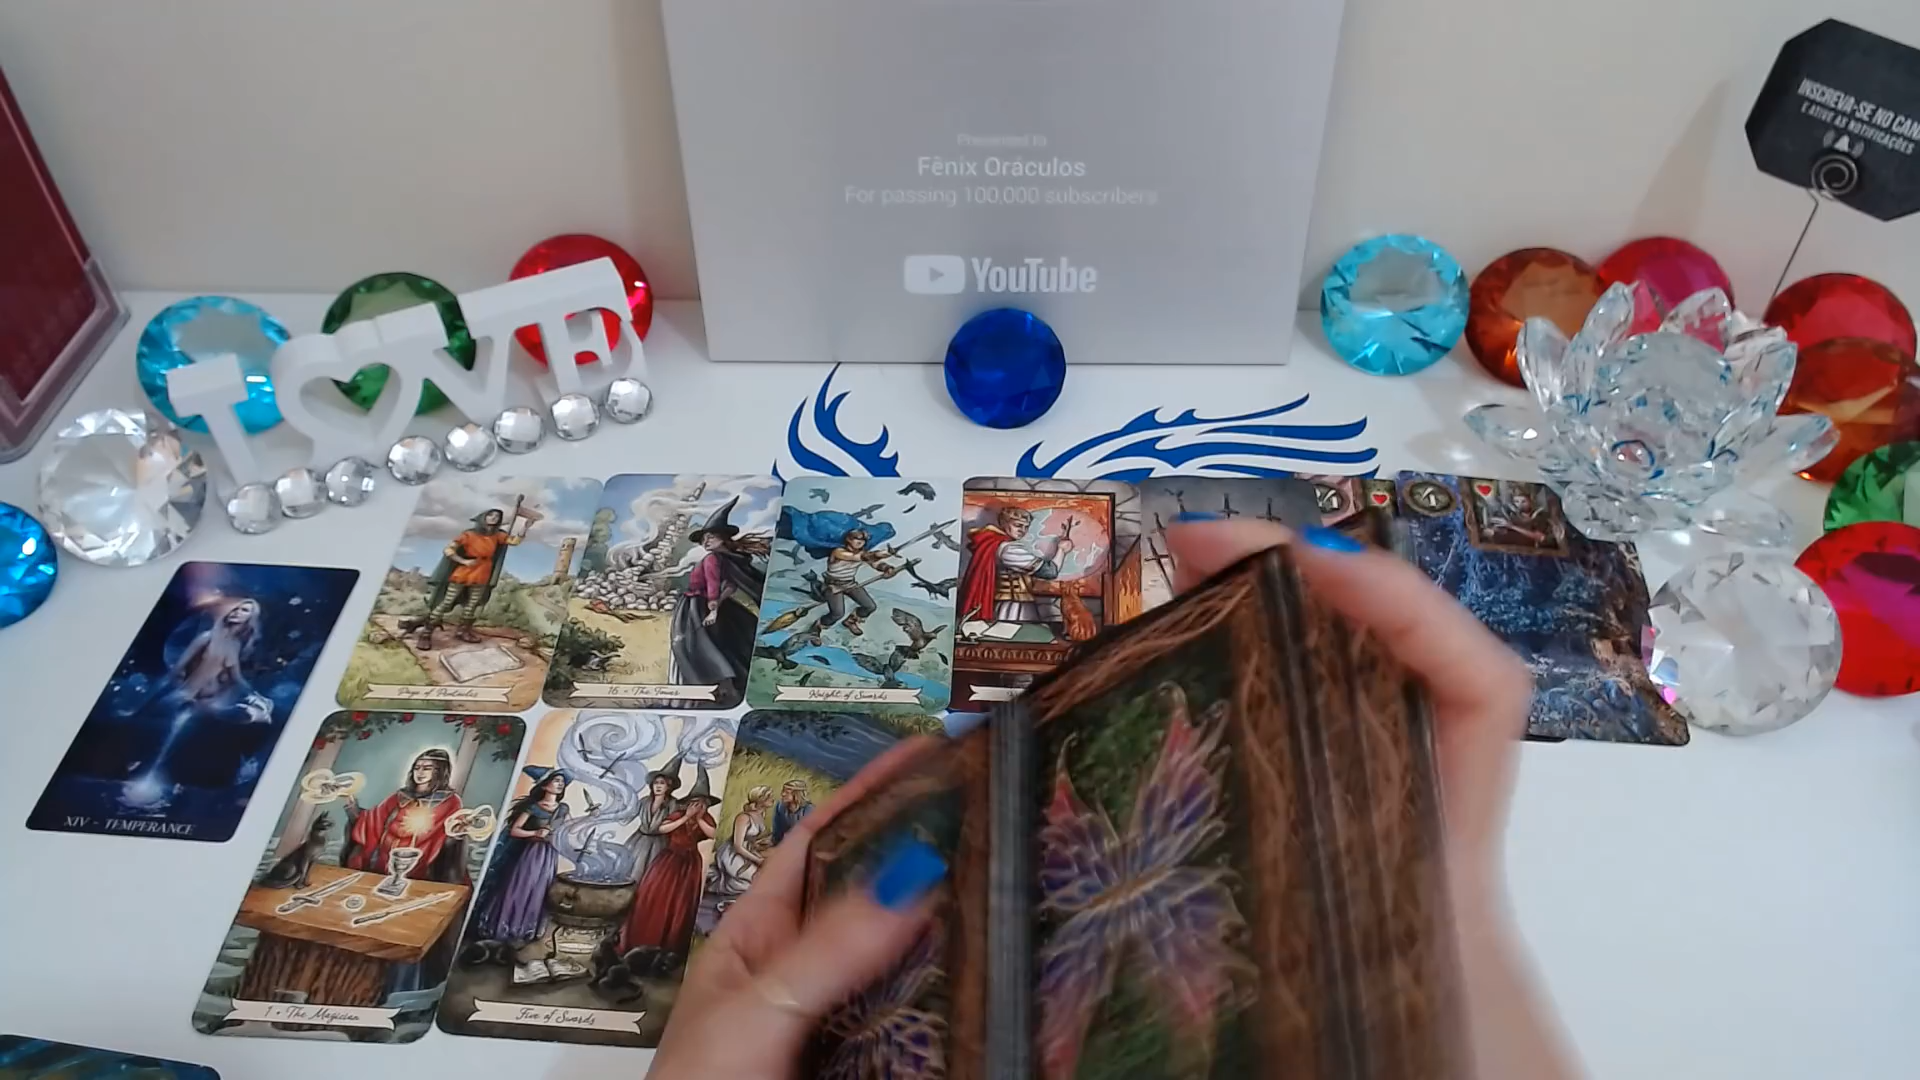 Presented to
Fênix Oráculos
For passing 100,000 subscribers
YouTube
INSCREVA-SE NO
E ATIVE AS NOTIFICAÇÕES
LOVE
Page of Pentacles
16 - The Tower
Knight of Swords
XIV - TEMPERANCE
1 • The Magician
Five of Swords